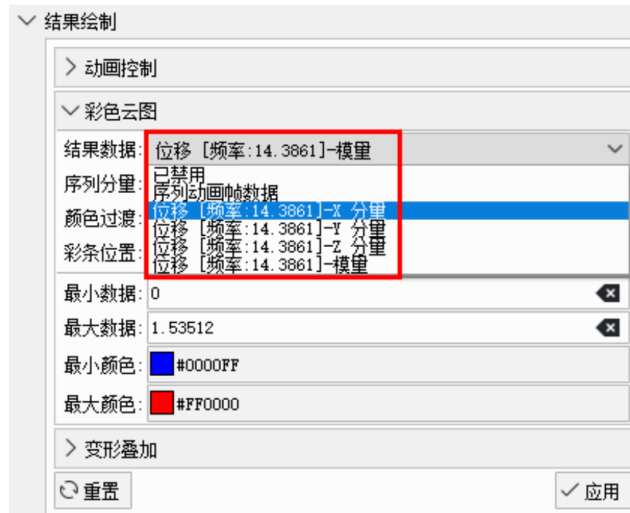 结果绘制
动画控制
彩色云图
结果数据: 位移 [频率:14.3861]-模量
序列分量: 已禁用
序列动画帧数据
颜色过渡: 位移 [频率:14.3861]-X 分量
位移 [频率:14.3861]-Y 分量
彩条位置: 位移 [频率:14.3861]-Z 分量
位移 [频率:14.3861]-模量
最小数据: 0
最大数据: 1.53512
最小颜色: #0000FF
最大颜色: #FF0000
变形叠加
重置 应用